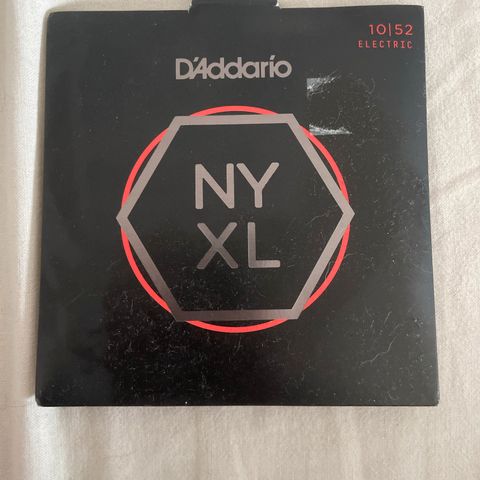 10|52
ELECTRIC
D'Addario
NY
XL